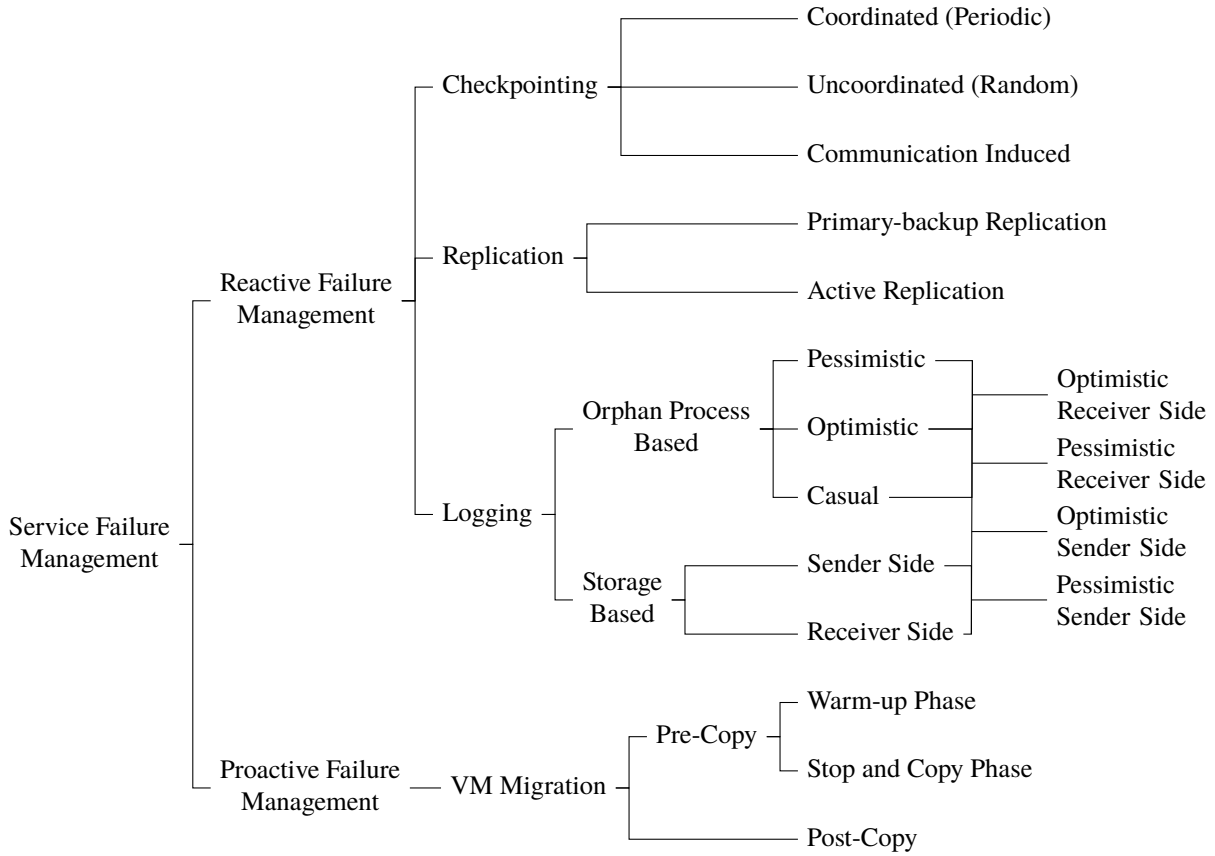 Coordinated (Periodic)
Checkpointing
Uncoordinated (Random)
Communication Induced
Primary-backup Replication
Replication
Active Replication
Reactive Failure
Management
Pessimistic
Optimistic
Receiver Side
Orphan Process
Based
Optimistic
Pessimistic
Receiver Side
Casual
Logging
Optimistic
Sender Side
Service Failure
Management
Storage
Based
Sender Side
Pessimistic
Sender Side
Receiver Side
Warm-up Phase
Pre-Copy
Stop and Copy Phase
Proactive Failure
Management
VM Migration
Post-Copy